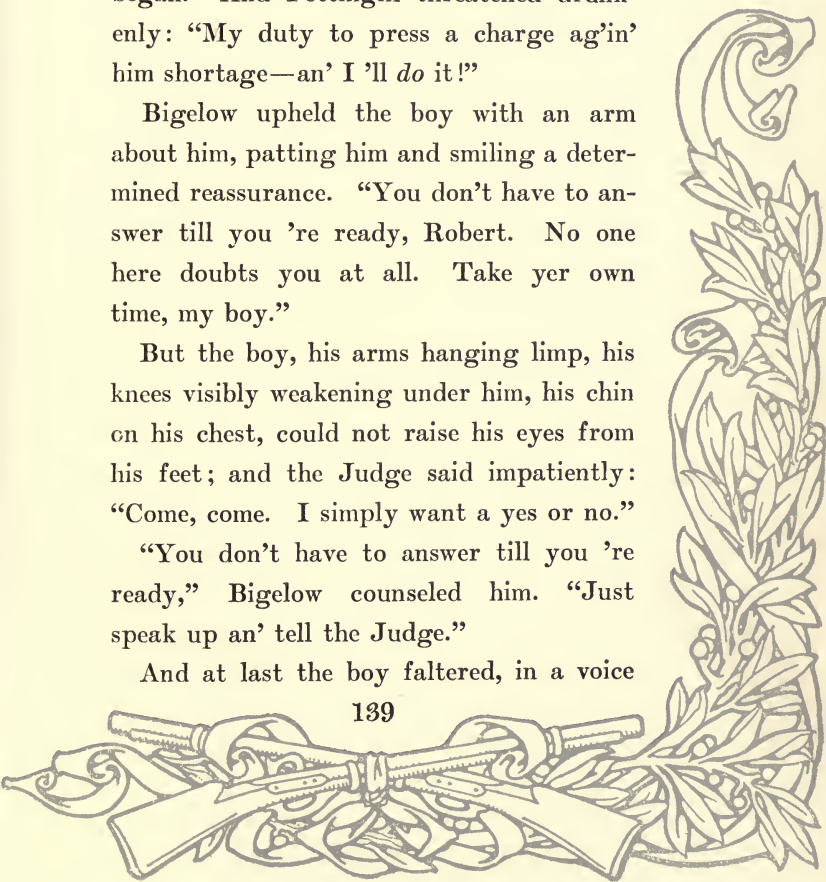 enly: “My duty to press a charge ag’in’
him shortage—an’ I ’ll do it!”
Bigelow upheld the boy with an arm
about him, patting him and smiling a deter-
mined reassurance. “You don’t have to an-
swer till you ’re ready, Robert. No one
here doubts you at all. Take yer own
time, my boy.”
But the boy, his arms hanging limp, his
knees visibly weakening under him, his chin
on his chest, could not raise his eyes from
his feet; and the Judge said impatiently:
“Come, come. I simply want a yes or no.”
“You don’t have to answer till you ’re
ready,” Bigelow counseled him. “Just
speak up an’ tell the Judge.”
And at last the boy faltered, in a voice
139